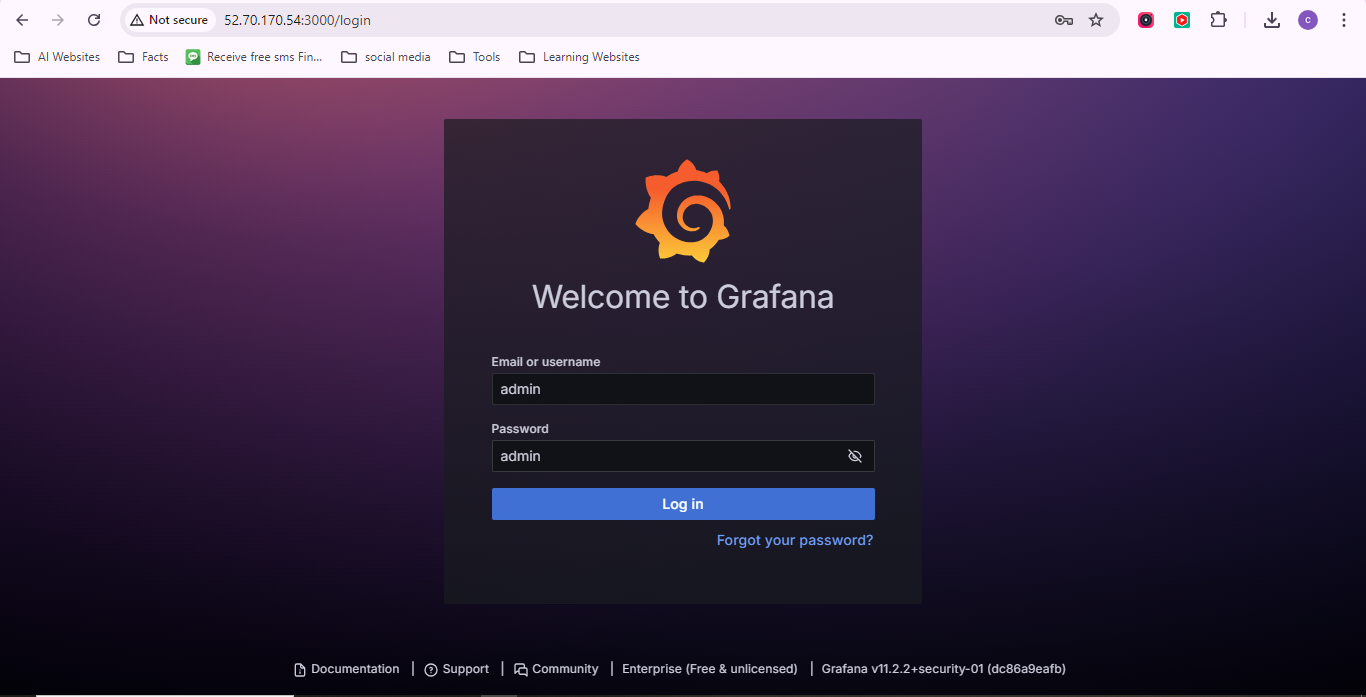 Not secure 52.70.170.54:3000/login c
AI Websites Facts Receive free sms Fin... social media Tools Learning Websites
Welcome to Grafana
Email or username
admin
Password
admin
Log in
Forgot your password?
Documentation | Support | Community | Enterprise (Free & unlicensed) | Grafana v11.2.2+security-01 (dc86a9eafb)